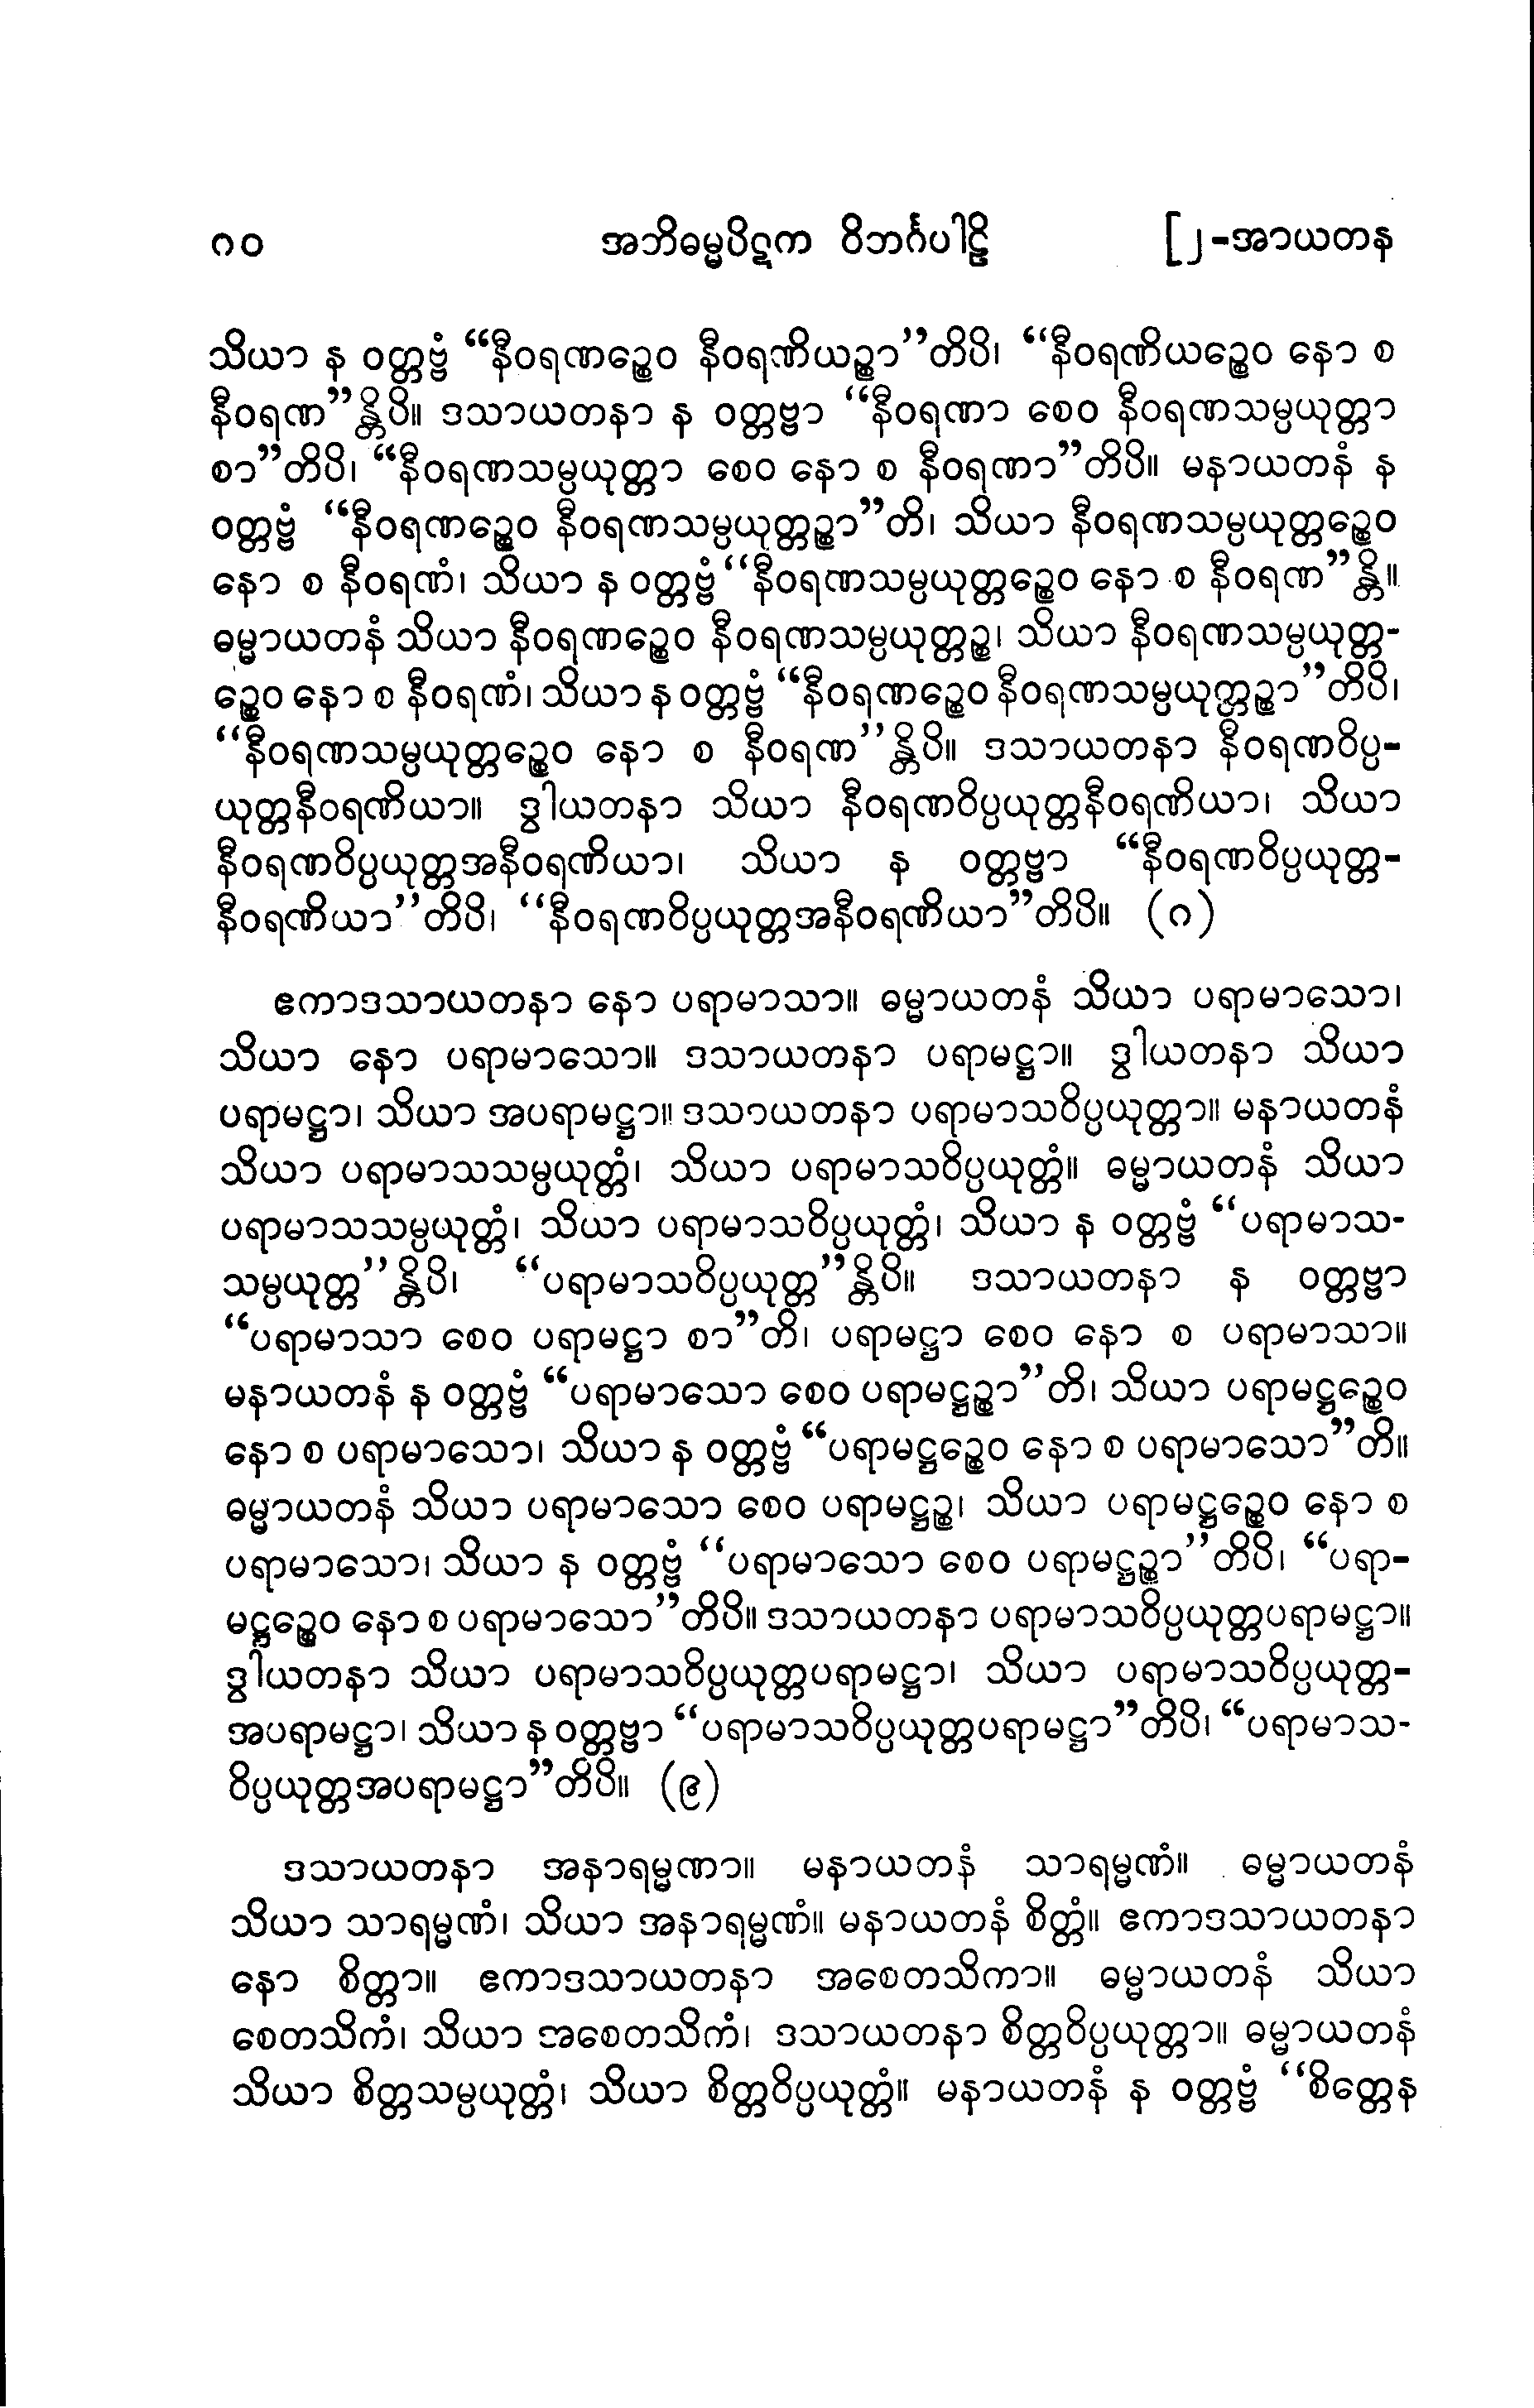 ၈၀ အဘိဓမ္မပိဋက ဝိဘင်္ဂပါဠိ [၂-အာယတန
သိယာ န ဝတ္တဗ္ဗံ “နီဝရဏဉ္စေဝ နီဝရဏိယဉ္စာ”တိပိ၊ “နီဝရဏိယဉ္စေဝ နော စ
နီဝရဏ”န္တိပိ။ ဒသာယတနာ န ဝတ္တဗ္ဗာ “နီဝရဏာ စေဝ နီဝရဏသမ္ပယုတ္တာ
စာ”တိပိ၊ “နီဝရဏသမ္ပယုတ္တာ စေဝ နော စ နီဝရဏာ”တိပိ။ မနာယတနံ န
ဝတ္တဗ္ဗံ “နီဝရဏဉ္စေဝ နီဝရဏသမ္ပယုတ္တဉ္စာ”တိ၊ သိယာ နီဝရဏသမ္ပယုတ္တဉ္စေဝ
နော စ နီဝရဏံ၊ သိယာ န ဝတ္တဗ္ဗံ “နီဝရဏသမ္ပယုတ္တဉ္စေဝ နော စ နီဝရဏ”န္တိ။
ဓမ္မာယတနံ သိယာ နီဝရဏဉ္စေဝ နီဝရဏသမ္ပယုတ္တဉ္စ၊ သိယာ နီဝရဏသမ္ပယုတ္တ-
ဉ္စေဝ နော စ နီဝရဏံ၊ သိယာ န ဝတ္တဗ္ဗံ “နီဝရဏဉ္စေဝ နီဝရဏသမ္ပယုတ္တဉ္စာ”တိပိ၊
“နီဝရဏသမ္ပယုတ္တဉ္စေဝ နော စ နီဝရဏ”န္တိပိ။ ဒသာယတနာ နီဝရဏဝိပ္ပ-
ယုတ္တနီဝရဏိယာ။ ဒွါယတနာ သိယာ နီဝရဏဝိပ္ပယုတ္တနီဝရဏိယာ၊ သိယာ
နီဝရဏဝိပ္ပယုတ္တအနီဝရဏိယာ၊ သိယာ န ဝတ္တဗ္ဗာ “နီဝရဏဝိပ္ပယုတ္တ-
နီဝရဏိယာ”တိပိ၊ “နီဝရဏဝိပ္ပယုတ္တအနီဝရဏိယာ”တိပိ။ (၈)
ဧကာဒသာယတနာ နော ပရာမာသာ။ ဓမ္မာယတနံ သိယာ ပရာမာသော၊
သိယာ နော ပရာမာသော။ ဒသာယတနာ ပရာမဋ္ဌာ။ ဒွါယတနာ သိယာ
ပရာမဋ္ဌာ၊ သိယာ အပရာမဋ္ဌာ။ ဒသာယတနာ ပရာမာသဝိပ္ပယုတ္တာ။ မနာယတနံ
သိယာ ပရာမာသသမ္ပယုတ္တံ၊ သိယာ ပရာမာသဝိပ္ပယုတ္တံ။ ဓမ္မာယတနံ သိယာ
ပရာမာသသမ္ပယုတ္တံ၊ သိယာ ပရာမာသဝိပ္ပယုတ္တံ၊ သိယာ န ဝတ္တဗ္ဗံ “ပရာမာသ-
သမ္ပယုတ္တ”န္တိပိ၊ “ပရာမာသဝိပ္ပယုတ္တ”န္တိပိ။ ဒသာယတနာ န ဝတ္တဗ္ဗာ
“ပရာမာသာ စေဝ ပရာမဋ္ဌာ စာ”တိ၊ ပရာမဋ္ဌာ စေဝ နော စ ပရာမာသာ။
မနာယတနံ န ဝတ္တဗ္ဗံ “ပရာမာသော စေဝ ပရာမဋ္ဌဉ္စာ”တိ၊ သိယာ ပရာမဋ္ဌဉ္စေဝ
နော စ ပရာမာသော၊ သိယာ န ဝတ္တဗ္ဗံ “ပရာမဋ္ဌဉ္စေဝ နော စ ပရာမာသော”တိ။
ဓမ္မာယတနံ သိယာ ပရာမာသော စေဝ ပရာမဋ္ဌဉ္စ၊ သိယာ ပရာမဋ္ဌဉ္စေဝ နော စ
ပရာမာသော၊ သိယာ န ဝတ္တဗ္ဗံ “ပရာမာသော စေဝ ပရာမဋ္ဌဉ္စာ”တိပိ၊ “ပရာ-
မဋ္ဌဉ္စေဝ နော စ ပရာမာသော”တိပိ။ ဒသာယတနာ ပရာမာသဝိပ္ပယုတ္တပရာမဋ္ဌာ။
ဒွါယတနာ သိယာ ပရာမာသဝိပ္ပယုတ္တပရာမဋ္ဌာ၊ သိယာ ပရာမာသဝိပ္ပယုတ္တ-
အပရာမဋ္ဌာ၊ သိယာ န ဝတ္တဗ္ဗာ “ပရာမာသဝိပ္ပယုတ္တပရာမဋ္ဌာ”တိပိ၊ “ပရာမာသ-
ဝိပ္ပယုတ္တအပရာမဋ္ဌာ”တိပိ။ (၉)
ဒသာယတနာ အနာရမ္မဏာ။ မနာယတနံ သာရမ္မဏံ။ ဓမ္မာယတနံ
သိယာ သာရမ္မဏံ၊ သိယာ အနာရမ္မဏံ။ မနာယတနံ စိတ္တံ။ ဧကာဒသာယတနာ
နော စိတ္တာ။ ဧကာဒသာယတနာ အစေတသိကာ။ ဓမ္မာယတနံ သိယာ
စေတသိကံ၊ သိယာ အစေတသိကံ၊ ဒသာယတနာ စိတ္တဝိပ္ပယုတ္တာ။ ဓမ္မာယတနံ
သိယာ စိတ္တသမ္ပယုတ္တံ၊ သိယာ စိတ္တဝိပ္ပယုတ္တံ။ မနာယတနံ န ဝတ္တဗ္ဗံ “စိတ္တေန